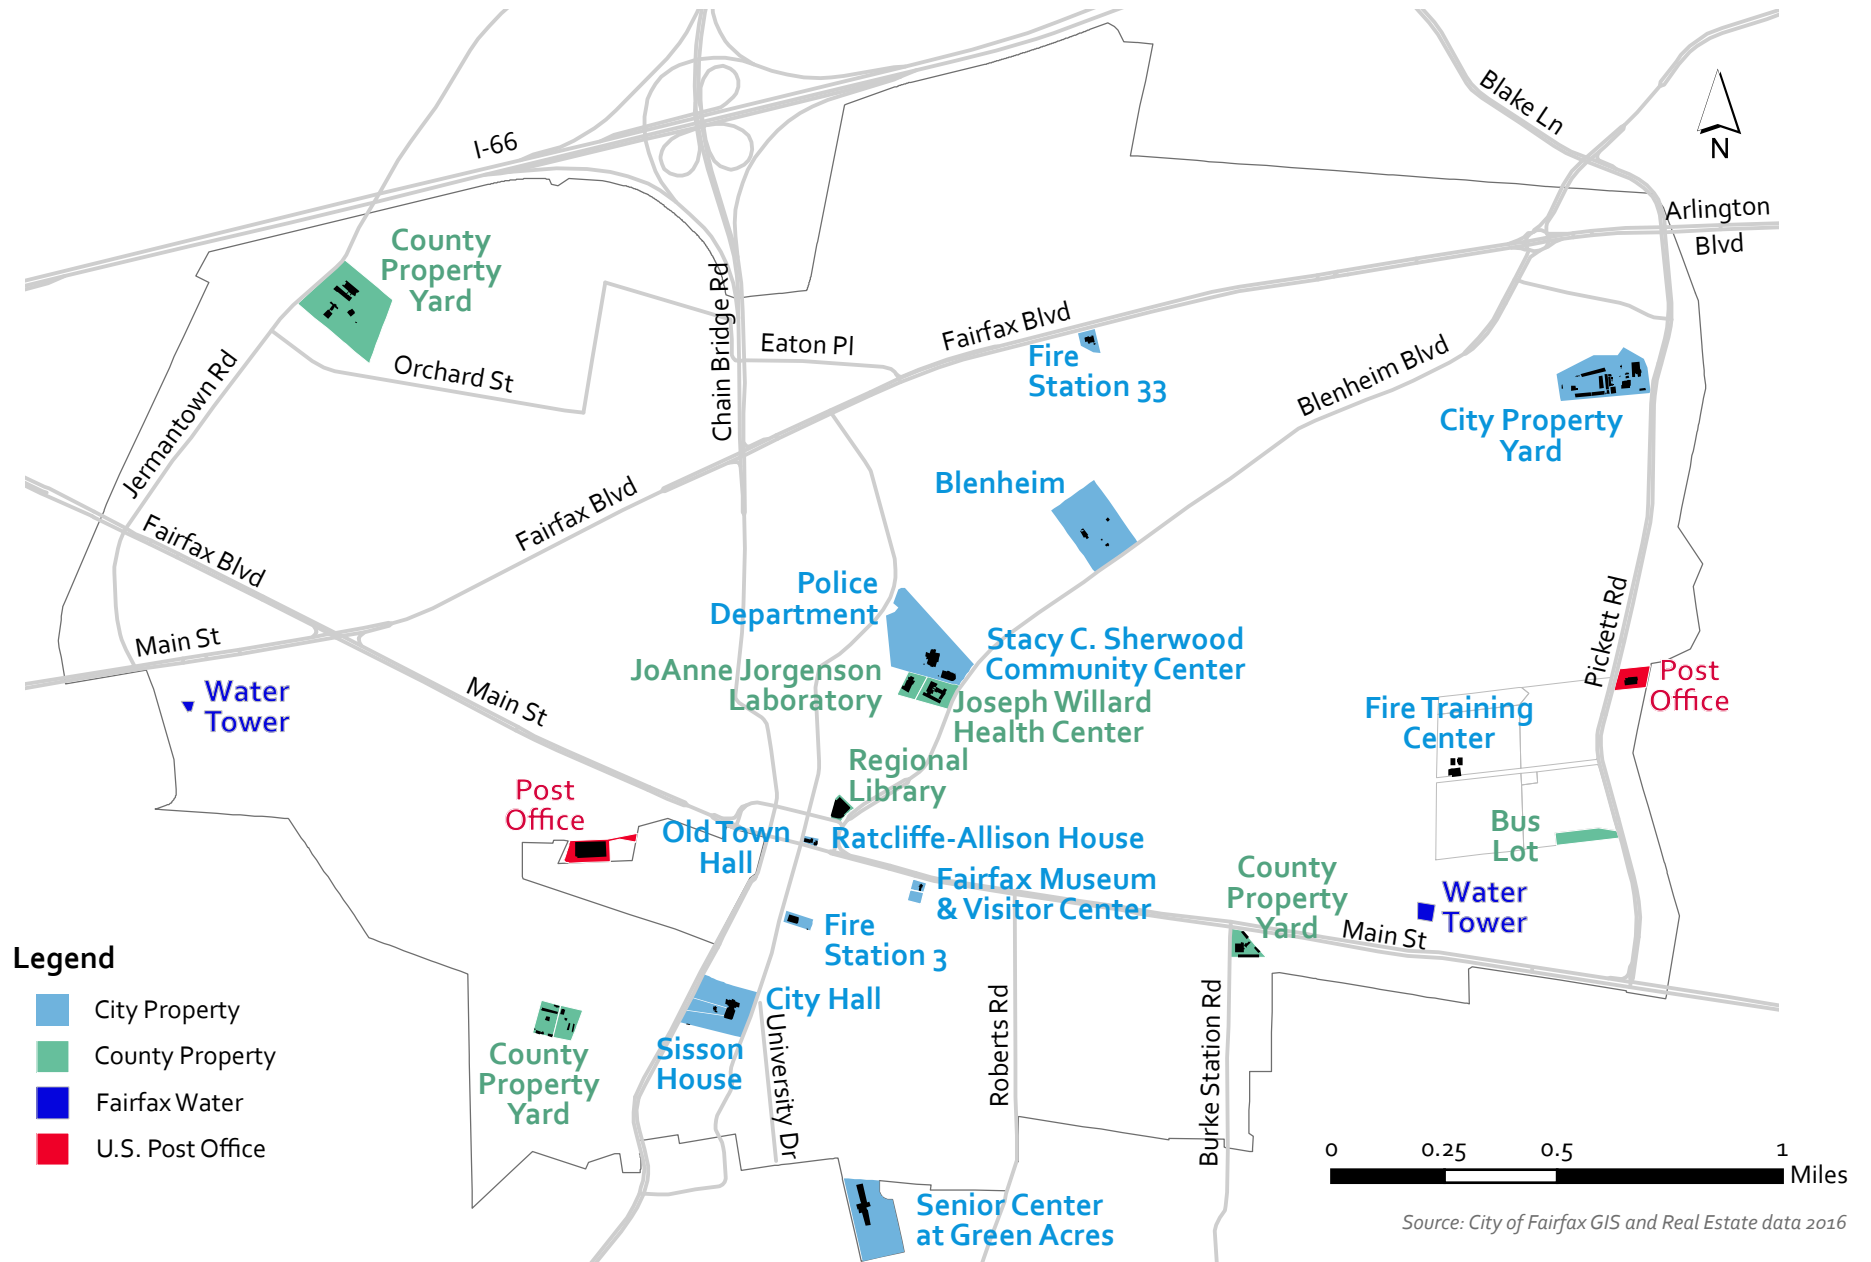 I-66
Blake Ln
N
Arlington
Blvd
County
Property
Yard
Chain Bridge Rd
Eaton Pl
Fairfax Blvd
Fire
Station 33
Orchard St
Jermantown Rd
Blenheim Blvd
City Property
Yard
Blenheim
Fairfax Blvd
Fairfax Blvd
Police
Department
Pickett Rd
Main St
Stacy C. Sherwood
Community Center
JoAnne Jorgenson
Laboratory
Joseph Willard
Health Center
Post
Office
Water
Tower
Main St
Fire Training
Center
Regional
Library
Post
Office
Old Town
Hall
Ratcliffe-Allison House
Bus
Lot
Fairfax Museum
& Visitor Center
County
Property
Yard
Water
Tower
Main St
Fire
Station 3
City Hall
Sisson
House
University Dr
Roberts Rd
Burke Station Rd
County
Property
Yard
Legend
City Property
County Property
Fairfax Water
U.S. Post Office
Senior Center
at Green Acres
0 0.25 0.5 1
Miles
Source: City of Fairfax GIS and Real Estate data 2016